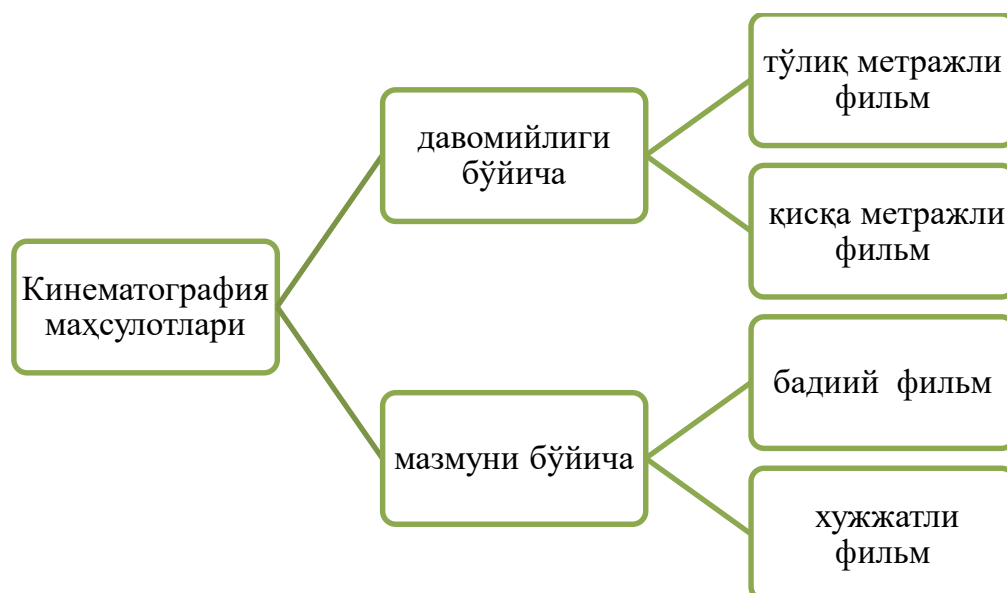 Кинематография
маҳсулотлари
давомийлиги
бўйича
тўлиқ метражли
фильм
қисқа метражли
фильм
мазмуни бўйича
бадиий фильм
хужжатли
фильм